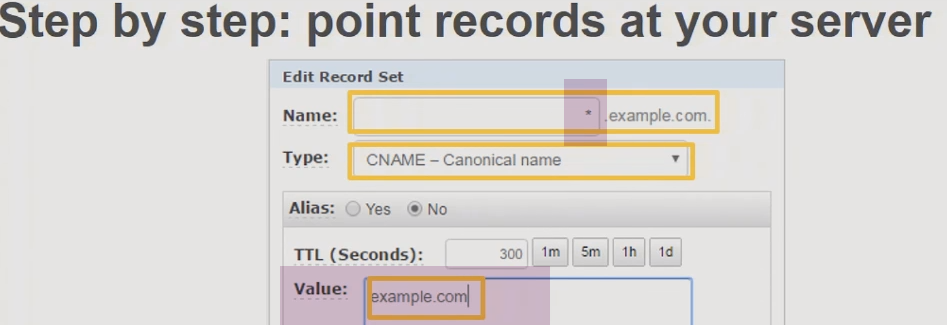 Step by step: point records at your server
Edit Record Set
Name: * .example.com.
Type: CNAME – Canonical name
Alias: Yes No
TTL (Seconds): 300 1m 5m 1h 1d
Value: example.com